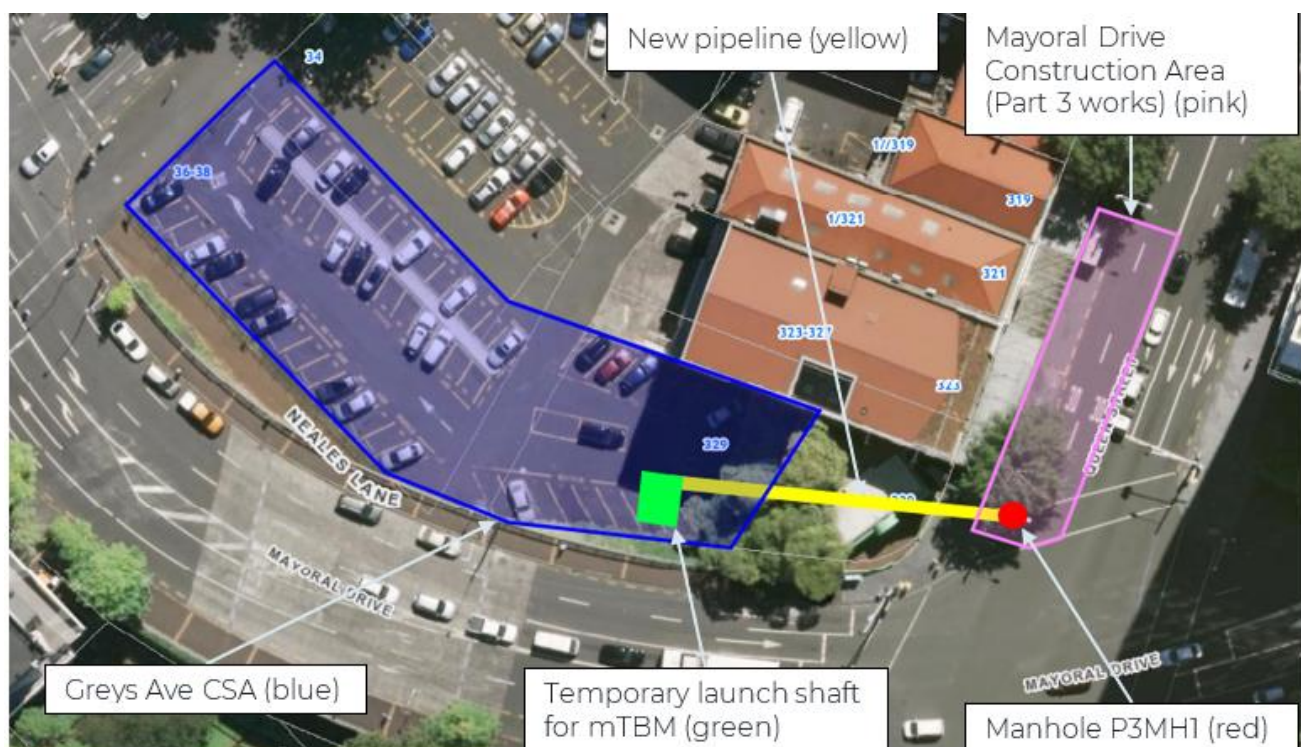 New pipeline (yellow)
Mayoral Drive
Construction Area
(Part 3 works) (pink)
34
36-38
1//319
319
1/321
321
323-327
323
329
QUEEN STREET
NEALES LANE
MAYORAL DRIVE
MAYORAL DRIVE
Greys Ave CSA (blue)
Temporary launch shaft
for mTBM (green)
Manhole P3MH1 (red)